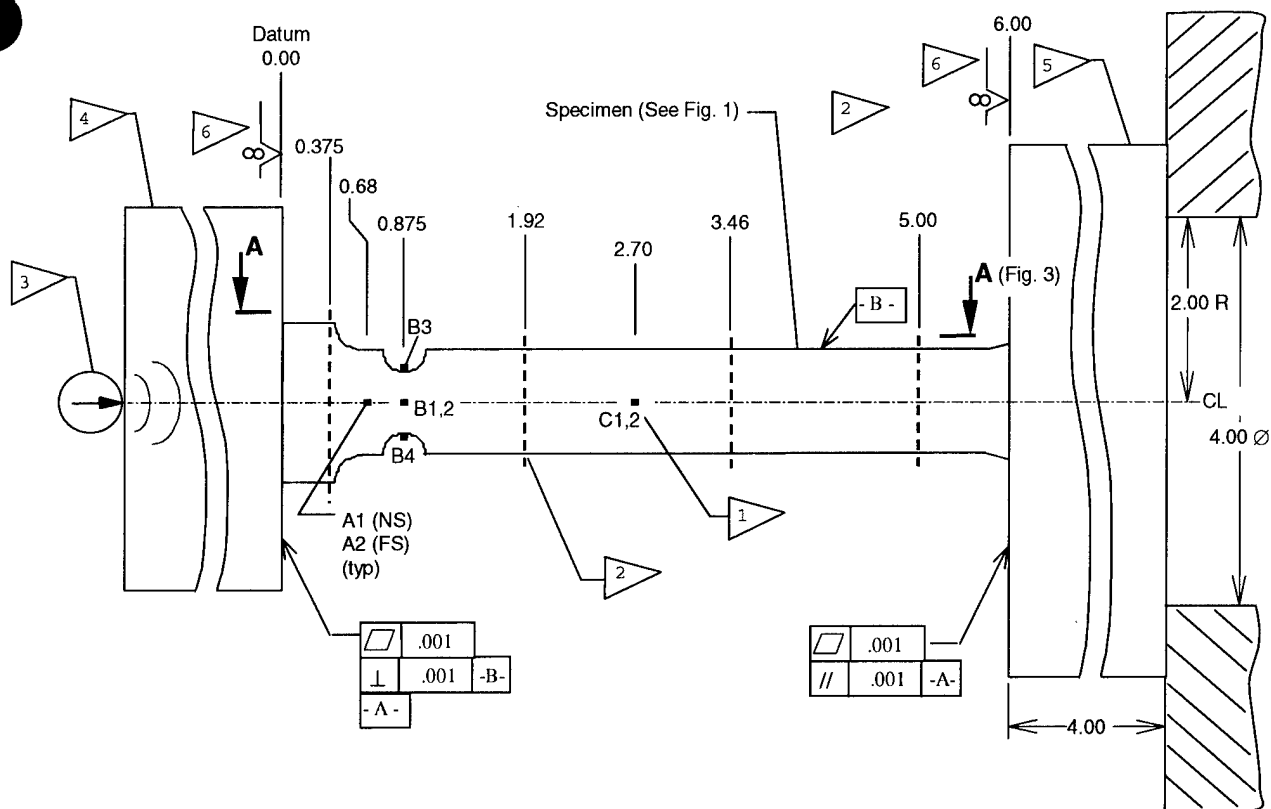 Datum
0.00
6.00
4
6
8
0.375
0.68
0.875
1.92
2.70
3.46
5.00
Specimen (See Fig. 1)
2
6
8
5
3
A
A (Fig. 3)
- B -
2.00 R
B3
B1,2
B4
C1,2
CL
4.00 Ø
A1 (NS)
A2 (FS)
(typ)
1
2
▱ .001
⊥ .001 -B-
- A -
▱ .001
// .001 -A-
4.00